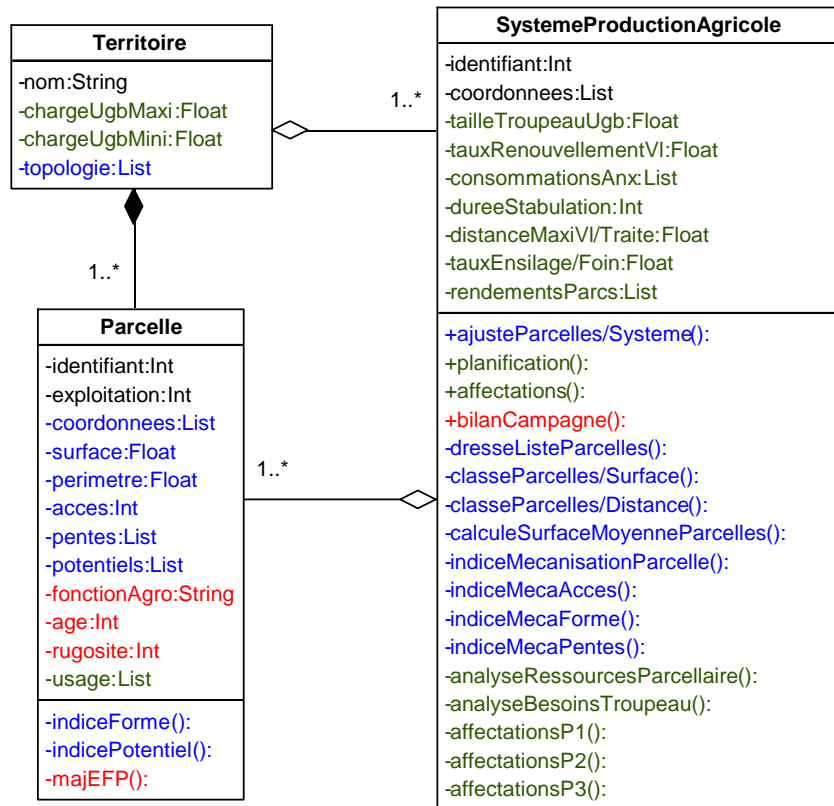 Territoire
-nom:String
-chargeUgbMaxi:Float
-chargeUgbMini:Float
-topologie:List
1..*
1..*
Parcelle
-identifiant:Int
-exploitation:Int
-coordonnees:List
-surface:Float
-perimetre:Float
-acces:Int
-pentes:List
-potentiels:List
-fonctionAgro:String
-age:Int
-rugosite:Int
-usage:List
-indiceForme():
-indicePotentiel():
-majEFP():
1..*
SystemeProductionAgricole
-identifiant:Int
-coordonnees:List
-tailleTroupeauUgb:Float
-tauxRenouvellementVl:Float
-consommationsAnx:List
-dureeStabulation:Int
-distanceMaxiVl/Traite:Float
-tauxEnsilage/Foin:Float
-rendementsParcs:List
+ajusteParcelles/Systeme():
+planification():
+affectations():
+bilanCampagne():
-dresseListeParcelles():
-classeParcelles/Surface():
-classeParcelles/Distance():
-calculeSurfaceMoyenneParcelles():
-indiceMecanisationParcelle():
-indiceMecaAcces():
-indiceMecaForme():
-indiceMecaPentes():
-analyseRessourcesParcellaire():
-analyseBesoinsTroupeau():
-affectationsP1():
-affectationsP2():
-affectationsP3():